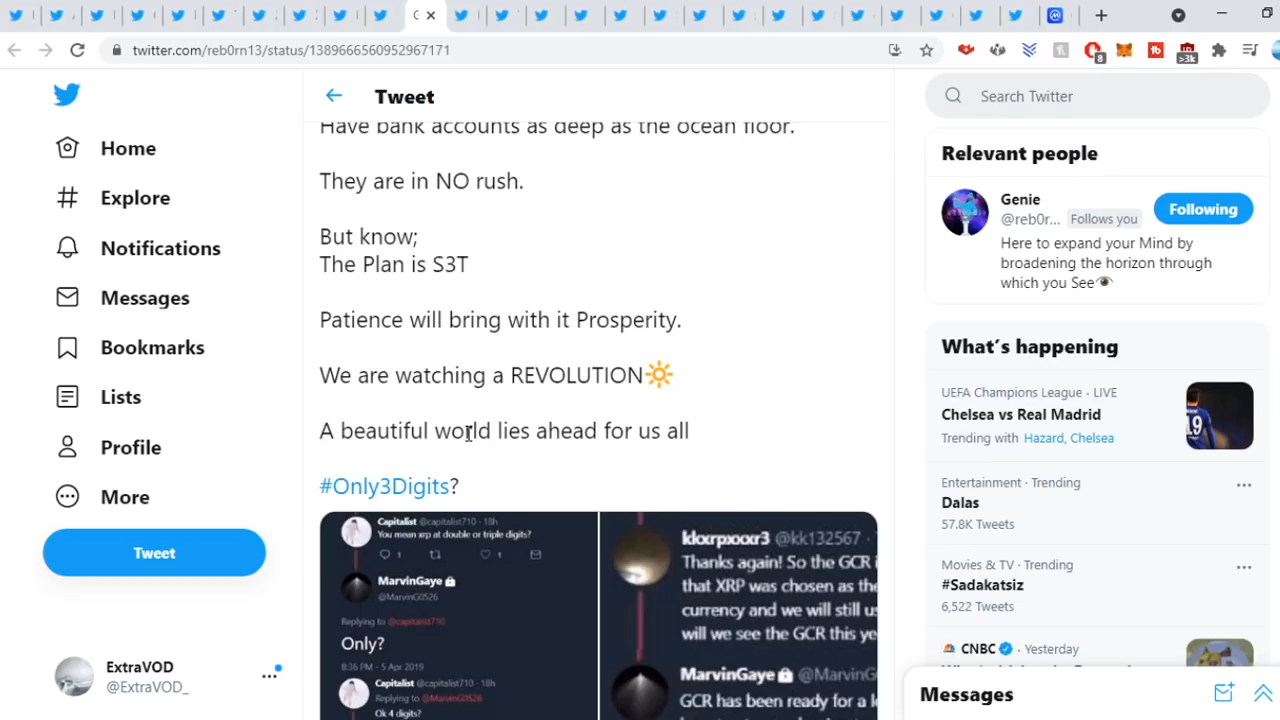 twitter.com/reb0rn13/status/1389666560952967171
8
>3k
Home
Explore
Notifications
Messages
Bookmarks
Lists
Profile
More
Tweet
ExtraVOD
@ExtraVOD_
Tweet
Have bank accounts as deep as the ocean floor.
They are in NO rush.
But know;
The Plan is S3T
Patience will bring with it Prosperity.
We are watching a REVOLUTION🔆
A beautiful world lies ahead for us all
#Only3Digits?
Capitalist @capitalist710 · 18h
You mean xrp at double or triple digits?
1
1
MarvinGaye
@MarvinG0526
Replying to @capitalist710
Only?
8:36 PM · 5 Apr 2019
Capitalist @capitalist710 · 18h
Replying to @MarvinG0526
Ok 4 digits?
kkxrpxxxr3 @kk132567 ·
Thanks again! So the GCR i
that XRP was chosen as the
currency and we will still us
will we see the GCR this ye
MarvinGaye @MarvinG
GCR has been ready for a l
Search Twitter
Relevant people
Genie
@reb0r... Follows you
Following
Here to expand your Mind by
broadening the horizon through
which you See👁
What's happening
UEFA Champions League · LIVE
Chelsea vs Real Madrid
Trending with Hazard, Chelsea
19
Entertainment · Trending
Dalas
57.8K Tweets
Movies & TV · Trending
#Sadakatsiz
6,522 Tweets
CNBC · Yesterday
Messages